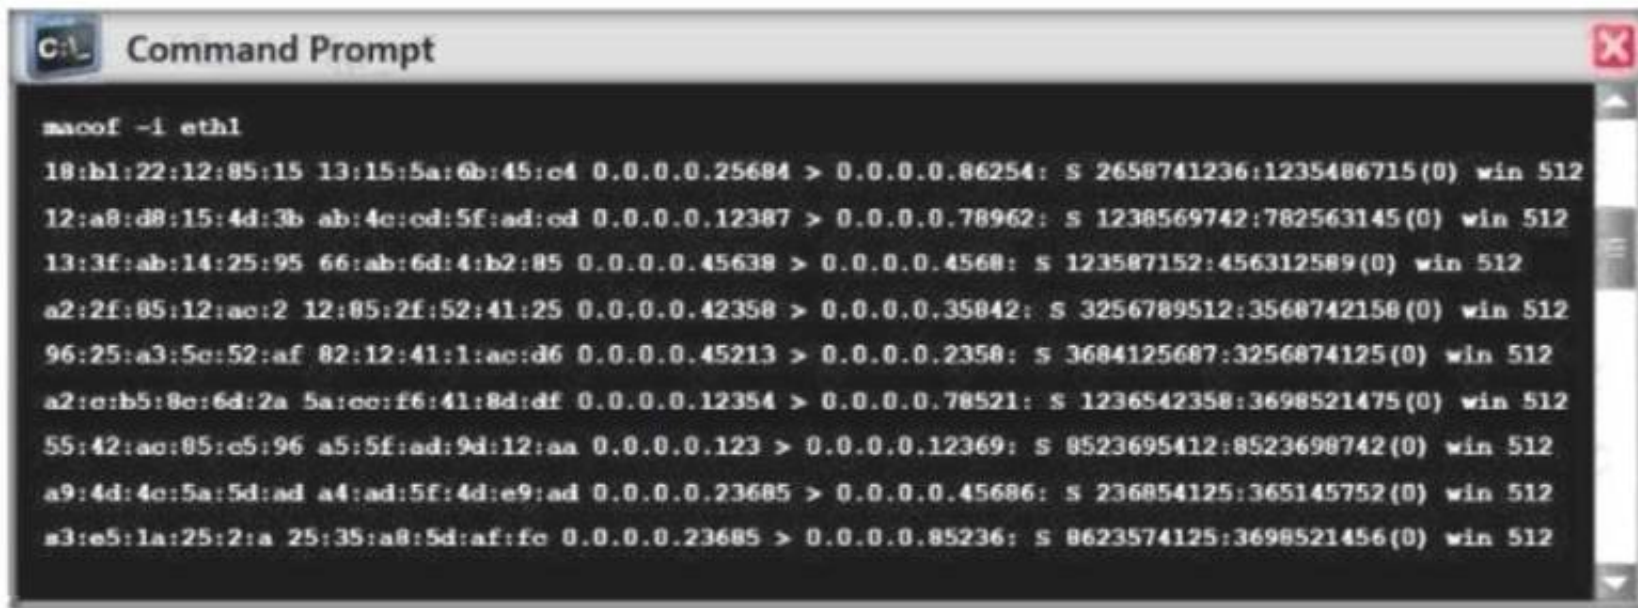 C:\_ Command Prompt
macof -i eth1
18:b1:22:12:85:15 13:15:5a:6b:45:c4 0.0.0.0.25684 > 0.0.0.0.86254: S 2658741236:1235486715(0) win 512
12:a8:d8:15:4d:3b ab:4c:cd:5f:ad:cd 0.0.0.0.12387 > 0.0.0.0.78962: S 1238569742:782563145(0) win 512
13:3f:ab:14:25:95 66:ab:6d:4:b2:85 0.0.0.0.45638 > 0.0.0.0.4568: S 123587152:456312589(0) win 512
a2:2f:85:12:ac:2 12:85:2f:52:41:25 0.0.0.0.42358 > 0.0.0.0.35842: S 3256789512:3568742158(0) win 512
96:25:a3:5c:52:af 82:12:41:1:ac:d6 0.0.0.0.45213 > 0.0.0.0.2358: S 3684125687:3256874125(0) win 512
a2:c:b5:8c:6d:2a 5a:cc:f6:41:8d:df 0.0.0.0.12354 > 0.0.0.0.78521: S 1236542358:3698521475(0) win 512
55:42:ac:85:c5:96 a5:5f:ad:9d:12:aa 0.0.0.0.123 > 0.0.0.0.12369: S 8523695412:8523698742(0) win 512
a9:4d:4c:5a:5d:ad a4:ad:5f:4d:e9:ad 0.0.0.0.23685 > 0.0.0.0.45686: S 236854125:365145752(0) win 512
s3:e5:1a:25:2:a 25:35:a8:5d:af:fc 0.0.0.0.23685 > 0.0.0.0.85236: S 8623574125:3698521456(0) win 512